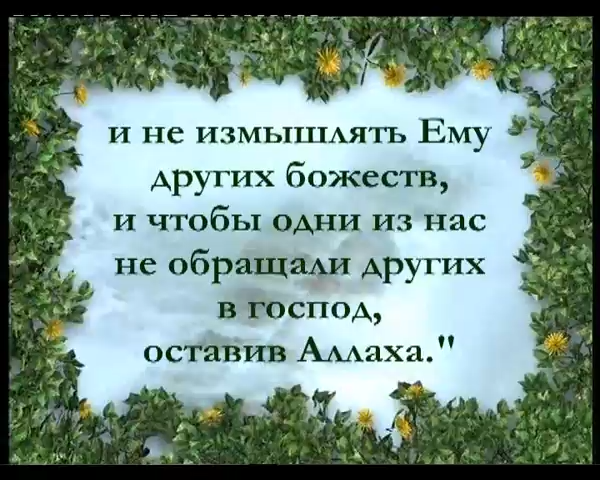 и не измышлять Ему
других божеств,
и чтобы одни из нас
не обращали других
в господ,
оставив Аллаха."